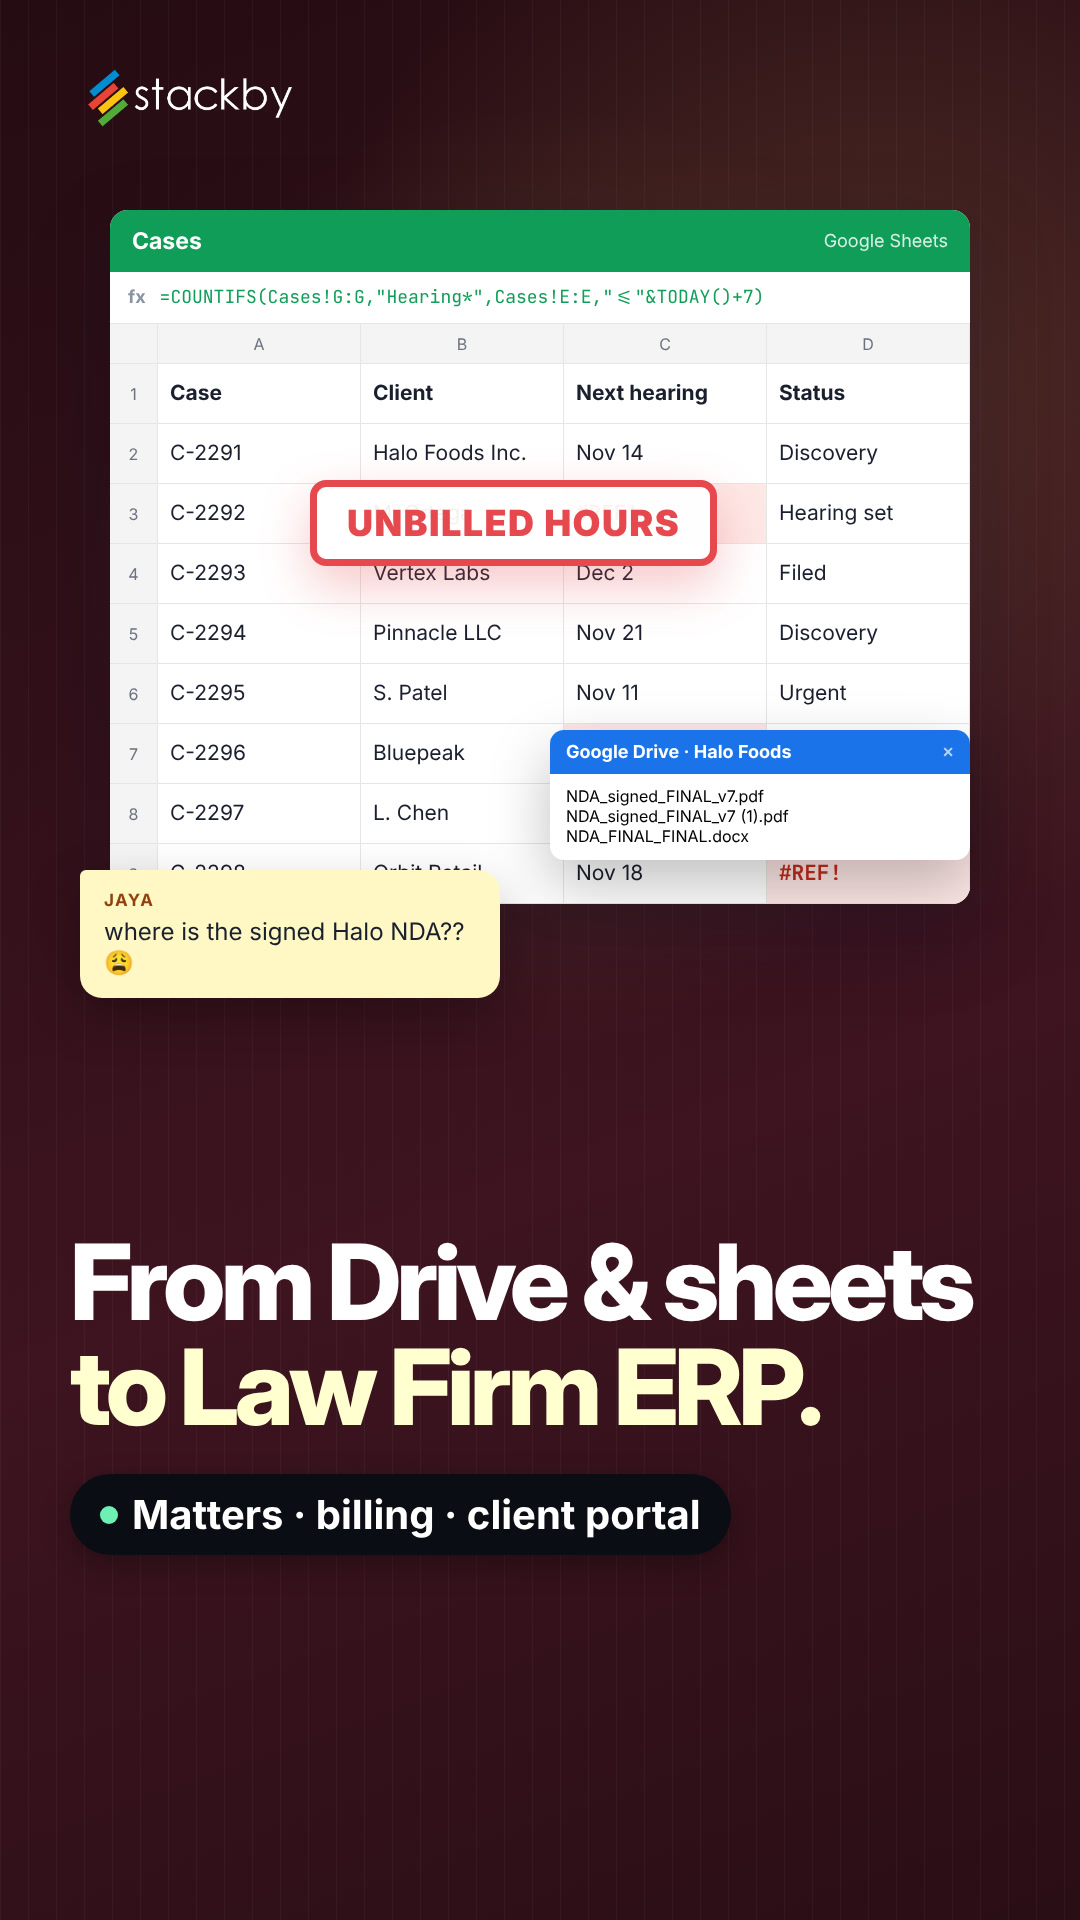 stackby
Cases
Google Sheets
fx =COUNTIFS(Cases!G:G,"Hearing*",Cases!E:E,"<="&TODAY()+7)
A B C D
1 Case Client Next hearing Status
2 C-2291 Halo Foods Inc. Nov 14 Discovery
3 C-2292 Hearing set
UNBILLED HOURS
4 C-2293 Vertex Labs Dec 2 Filed
5 C-2294 Pinnacle LLC Nov 21 Discovery
6 C-2295 S. Patel Nov 11 Urgent
7 C-2296 Bluepeak
8 C-2297 L. Chen
Google Drive · Halo Foods ×
NDA_signed_FINAL_v7.pdf
NDA_signed_FINAL_v7 (1).pdf
NDA_FINAL_FINAL.docx
C-2298 Orbit Retail Nov 18 #REF!
JAYA
where is the signed Halo NDA??
😩
From Drive & sheets
to Law Firm ERP.
Matters · billing · client portal